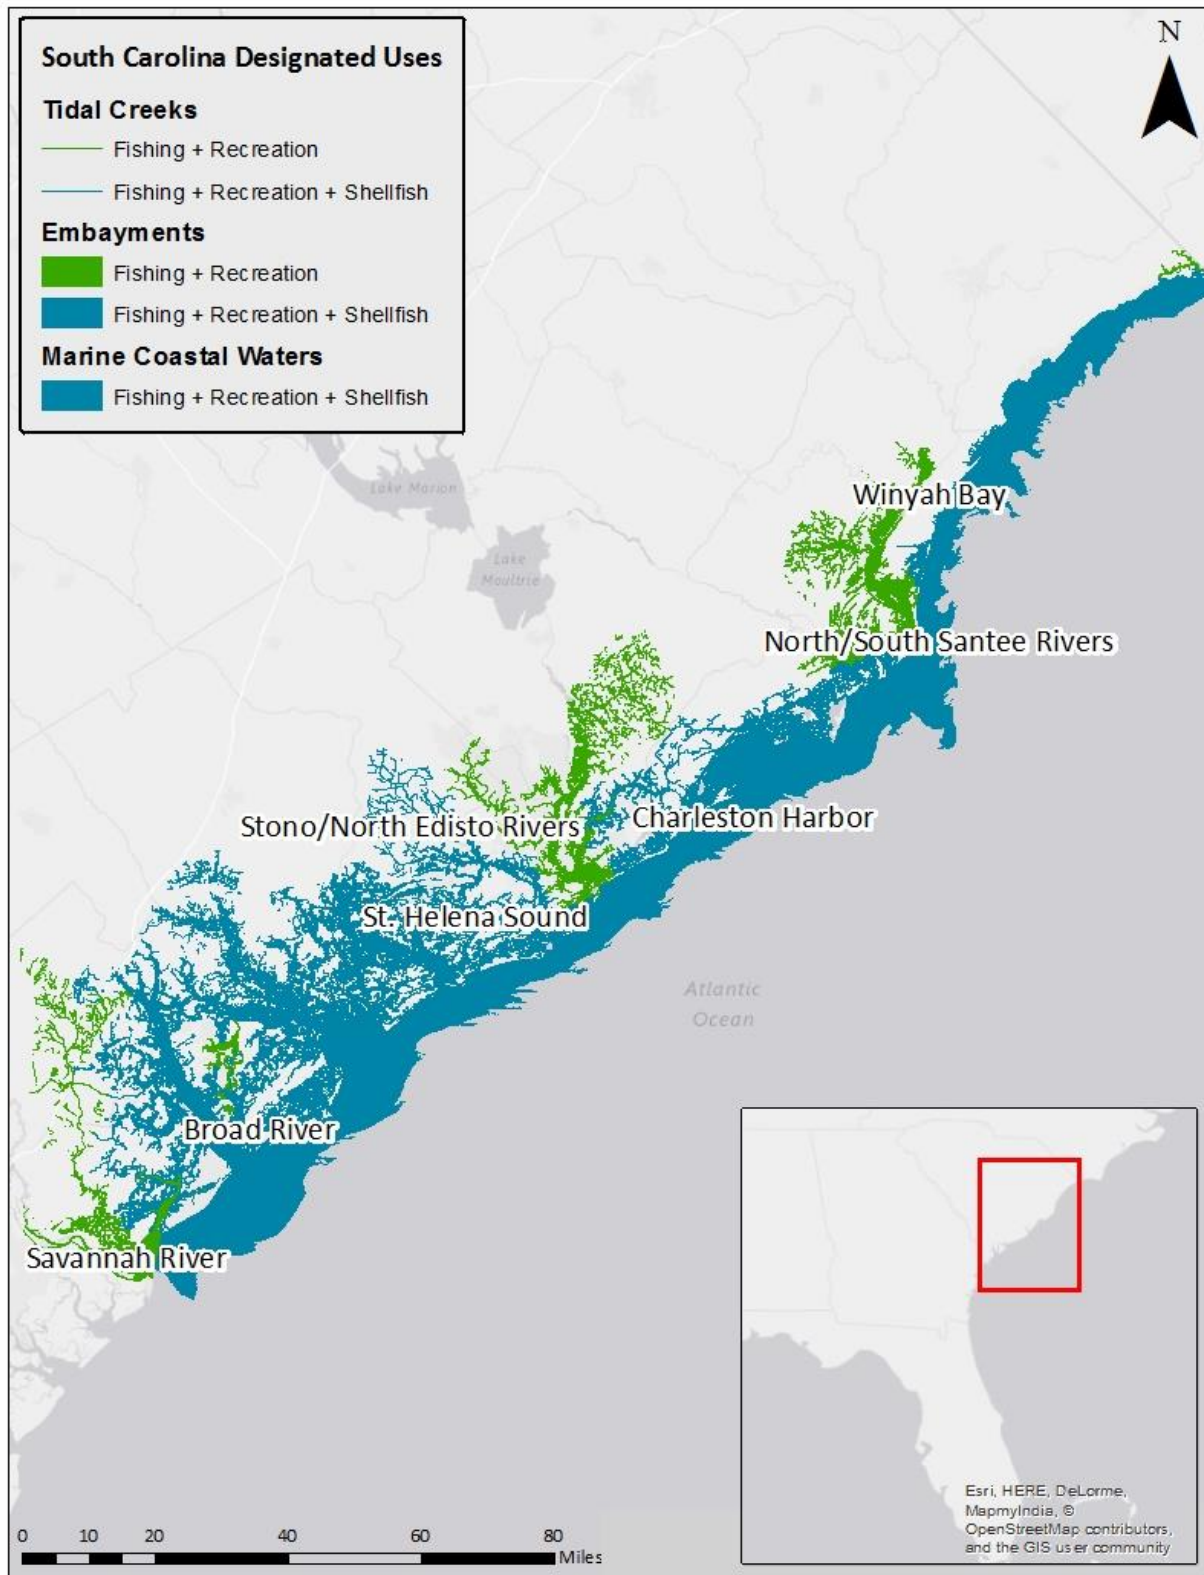 South Carolina Designated Uses
Tidal Creeks
Fishing + Recreation
Fishing + Recreation + Shellfish
Embayments
Fishing + Recreation
Fishing + Recreation + Shellfish
Marine Coastal Waters
Fishing + Recreation + Shellfish
N
Lake Marion
Lake
Moultrie
Winyah Bay
North/South Santee Rivers
Charleston Harbor
Stono/North Edisto Rivers
St. Helena Sound
Atlantic
Ocean
Broad River
Savannah River
0 10 20 40 60 80
Miles
Esri, HERE, DeLorme,
MapmyIndia, ©
OpenStreetMap contributors,
and the GIS user community